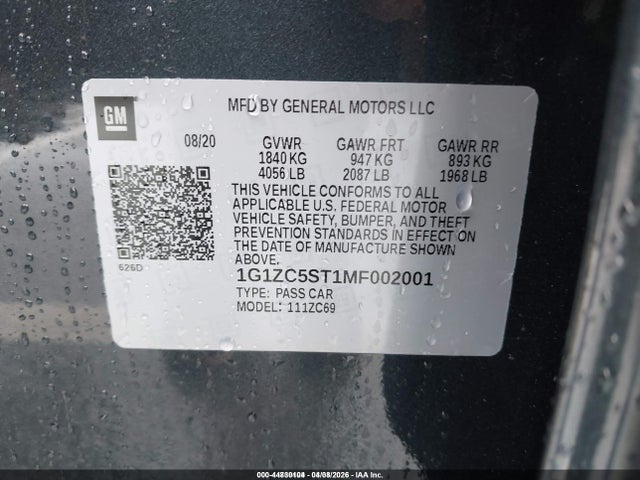 GM
MFD BY GENERAL MOTORS LLC
08/20 GVWR GAWR FRT GAWR RR
1840 KG 947 KG 893 KG
4056 LB 2087 LB 1968 LB
THIS VEHICLE CONFORMS TO ALL
APPLICABLE U.S. FEDERAL MOTOR
VEHICLE SAFETY, BUMPER, AND THEFT
PREVENTION STANDARDS IN EFFECT ON
THE DATE OF MANUFACTURE SHOWN
ABOVE.
626D
1G1ZC5ST1MF002001
TYPE: PASS CAR
MODEL: 111ZC69
IAA Inc.